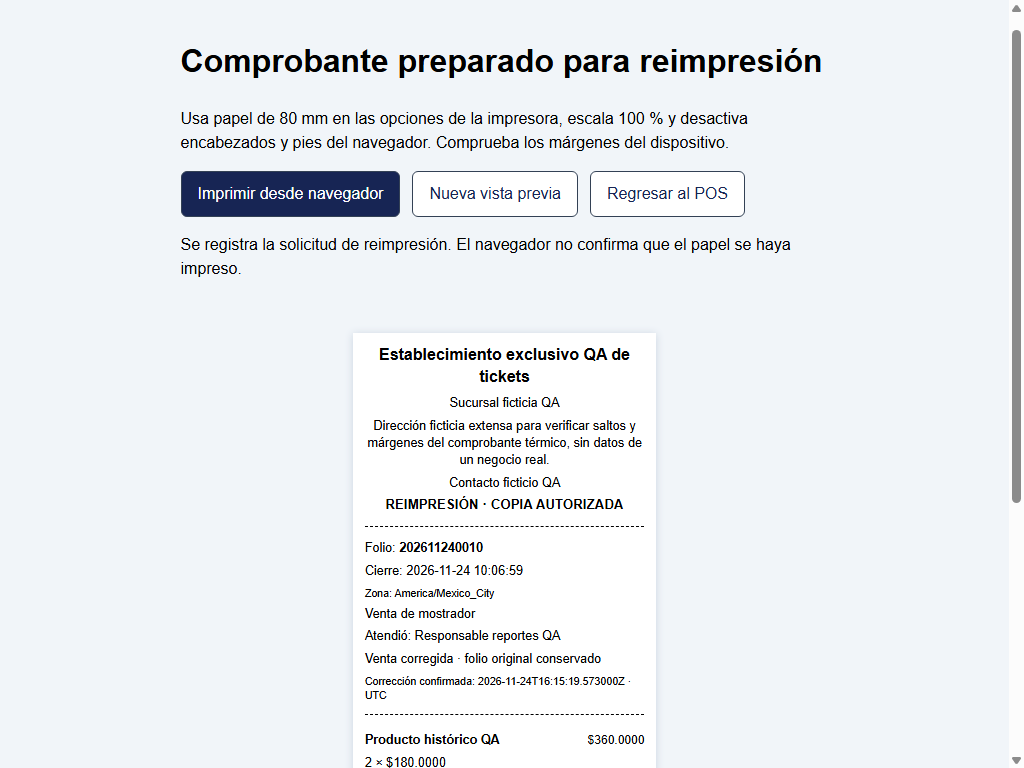 Comprobante preparado para reimpresión
Usa papel de 80 mm en las opciones de la impresora, escala 100 % y desactiva
encabezados y pies del navegador. Comprueba los márgenes del dispositivo.
Imprimir desde navegador
Nueva vista previa
Regresar al POS
Se registra la solicitud de reimpresión. El navegador no confirma que el papel se haya
impreso.
Establecimiento exclusivo QA de
tickets
Sucursal ficticia QA
Dirección ficticia extensa para verificar saltos y
márgenes del comprobante térmico, sin datos de
un negocio real.
Contacto ficticio QA
REIMPRESIÓN · COPIA AUTORIZADA
Folio: 202611240010
Cierre: 2026-11-24 10:06:59
Zona: America/Mexico_City
Venta de mostrador
Atendió: Responsable reportes QA
Venta corregida · folio original conservado
Corrección confirmada: 2026-11-24T16:15:19.573000Z ·
UTC
Producto histórico QA $360.0000
2 × $180.0000